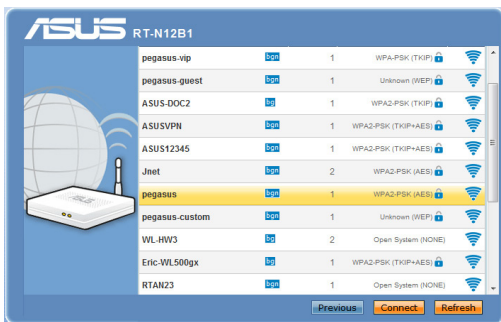 ASUS RT-N12B1
pegasus-vip bgn 1 WPA-PSK (TKIP)
pegasus-guest bgn 1 Unknown (WEP)
ASUS-DOC2 bg 1 WPA2-PSK (TKIP)
ASUSVPN bgn 1 WPA2-PSK (TKIP+AES)
ASUS12345 bgn 1 WPA2-PSK (TKIP+AES)
Jnet bgn 2 WPA2-PSK (AES)
pegasus bgn 1 WPA2-PSK (AES)
pegasus-custom bgn 1 Unknown (WEP)
WL-HW3 bg 2 Open System (NONE)
Eric-WL500gx bg 1 WPA2-PSK (TKIP+AES)
RTAN23 bgn 1 Open System (NONE)
Previous Connect Refresh